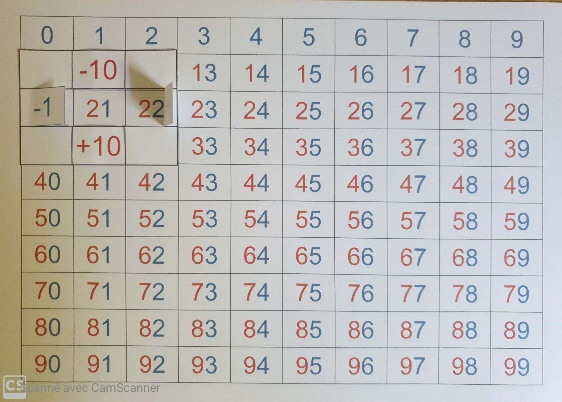 0 1 2 3 4 5 6 7 8 9
-10 13 14 15 16 17 18 19
-1 21 22 23 24 25 26 27 28 29
+10 33 34 35 36 37 38 39
40 41 42 43 44 45 46 47 48 49
50 51 52 53 54 55 56 57 58 59
60 61 62 63 64 65 66 67 68 69
70 71 72 73 74 75 76 77 78 79
80 81 82 83 84 85 86 87 88 89
90 91 92 93 94 95 96 97 98 99
CS Scanné avec CamScanner